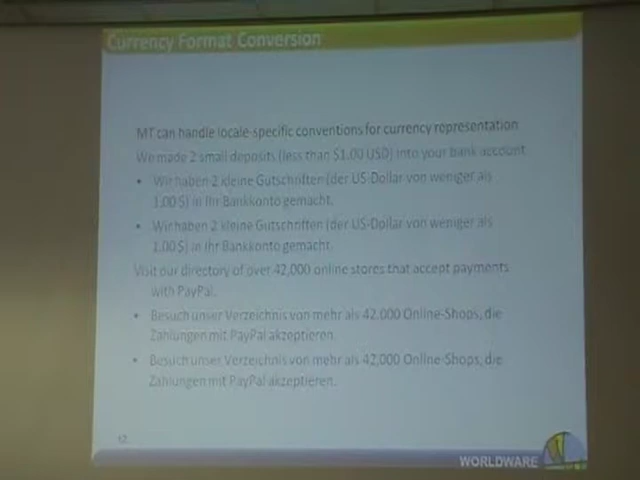 Currency Format Conversion
MT can handle locale-specific conventions for currency representation
We made 2 small deposits (less than $1.00 USD) into your bank account
• Wir haben 2 kleine Gutschriften (der US-Dollar von weniger als
1.00 $) in Ihr Bankkonto gemacht.
• Wir haben 2 kleine Gutschriften (der US-Dollar von weniger als
1.00 $) in Ihr Bankkonto gemacht.
Visit our directory of over 42,000 online stores that accept payments
with PayPal.
• Besuch unser Verzeichnis von mehr als 42.000 Online-Shops, die
Zahlungen mit PayPal akzeptieren.
• Besuch unser Verzeichnis von mehr als 42,000 Online-Shops, die
Zahlungen mit PayPal akzeptieren.
12
WORLDWARE